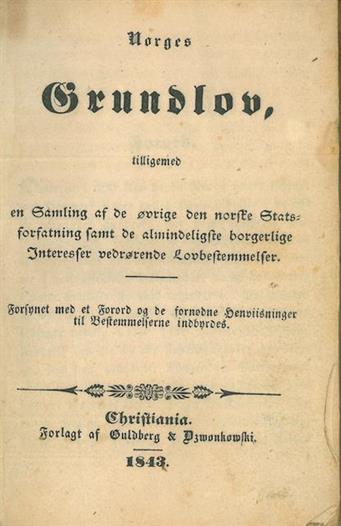 Norges
Grundlov,
tilligemed
en Samling af de øvrige den norske Stats=
forfatning samt de almindeligste borgerlige
Interesser vedrørende Lovbestemmelser.
Forsynet med et Forord og de fornødne Henviisninger
til Bestemmelserne indbyrdes.
Christiania.
Forlagt af Guldberg & Dzwonkowski.
1843.